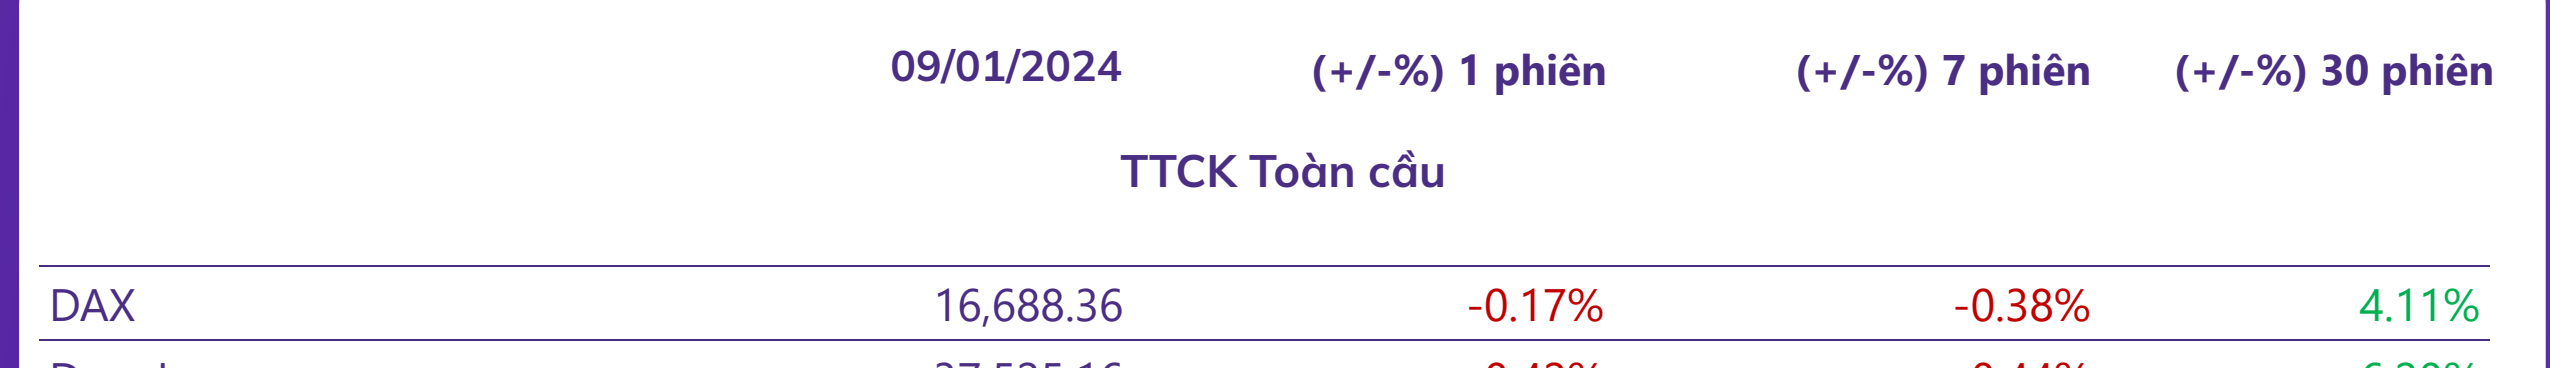 09/01/2024 (+/-%) 1 phiên (+/-%) 7 phiên (+/-%) 30 phiên
TTCK Toàn cầu
DAX 16,688.36 -0.17% -0.38% 4.11%